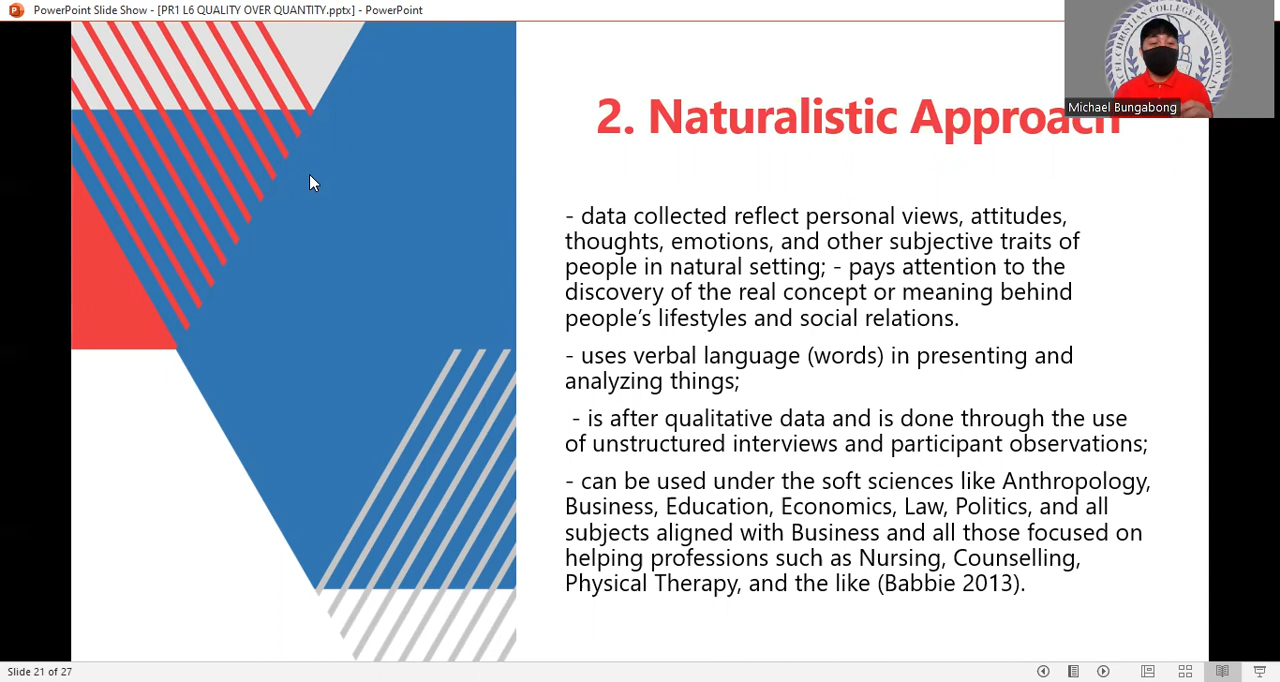 PowerPoint Slide Show - [PR1 L6 QUALITY OVER QUANTITY.pptx] - PowerPoint
CHRISTIAN COLLEGE FOUNDATION
Michael Bungabong
2. Naturalistic Approach
- data collected reflect personal views, attitudes,
thoughts, emotions, and other subjective traits of
people in natural setting; - pays attention to the
discovery of the real concept or meaning behind
people’s lifestyles and social relations.
- uses verbal language (words) in presenting and
analyzing things;
- is after qualitative data and is done through the use
of unstructured interviews and participant observations;
- can be used under the soft sciences like Anthropology,
Business, Education, Economics, Law, Politics, and all
subjects aligned with Business and all those focused on
helping professions such as Nursing, Counselling,
Physical Therapy, and the like (Babbie 2013).
Slide 21 of 27